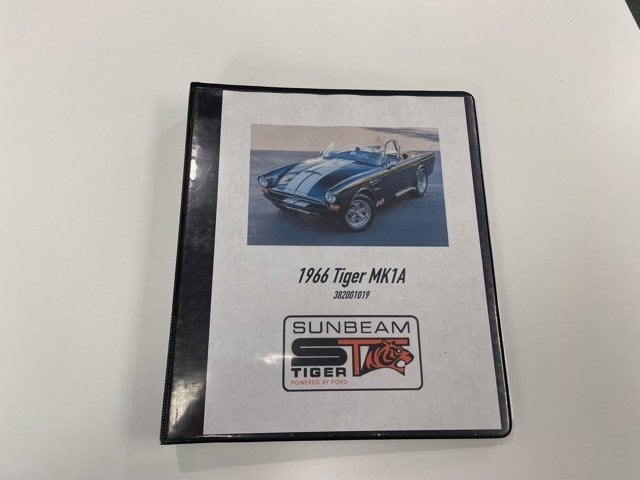 1966 Tiger MK1A
382001019
SUNBEAM
ST
TIGER
POWERED BY FORD